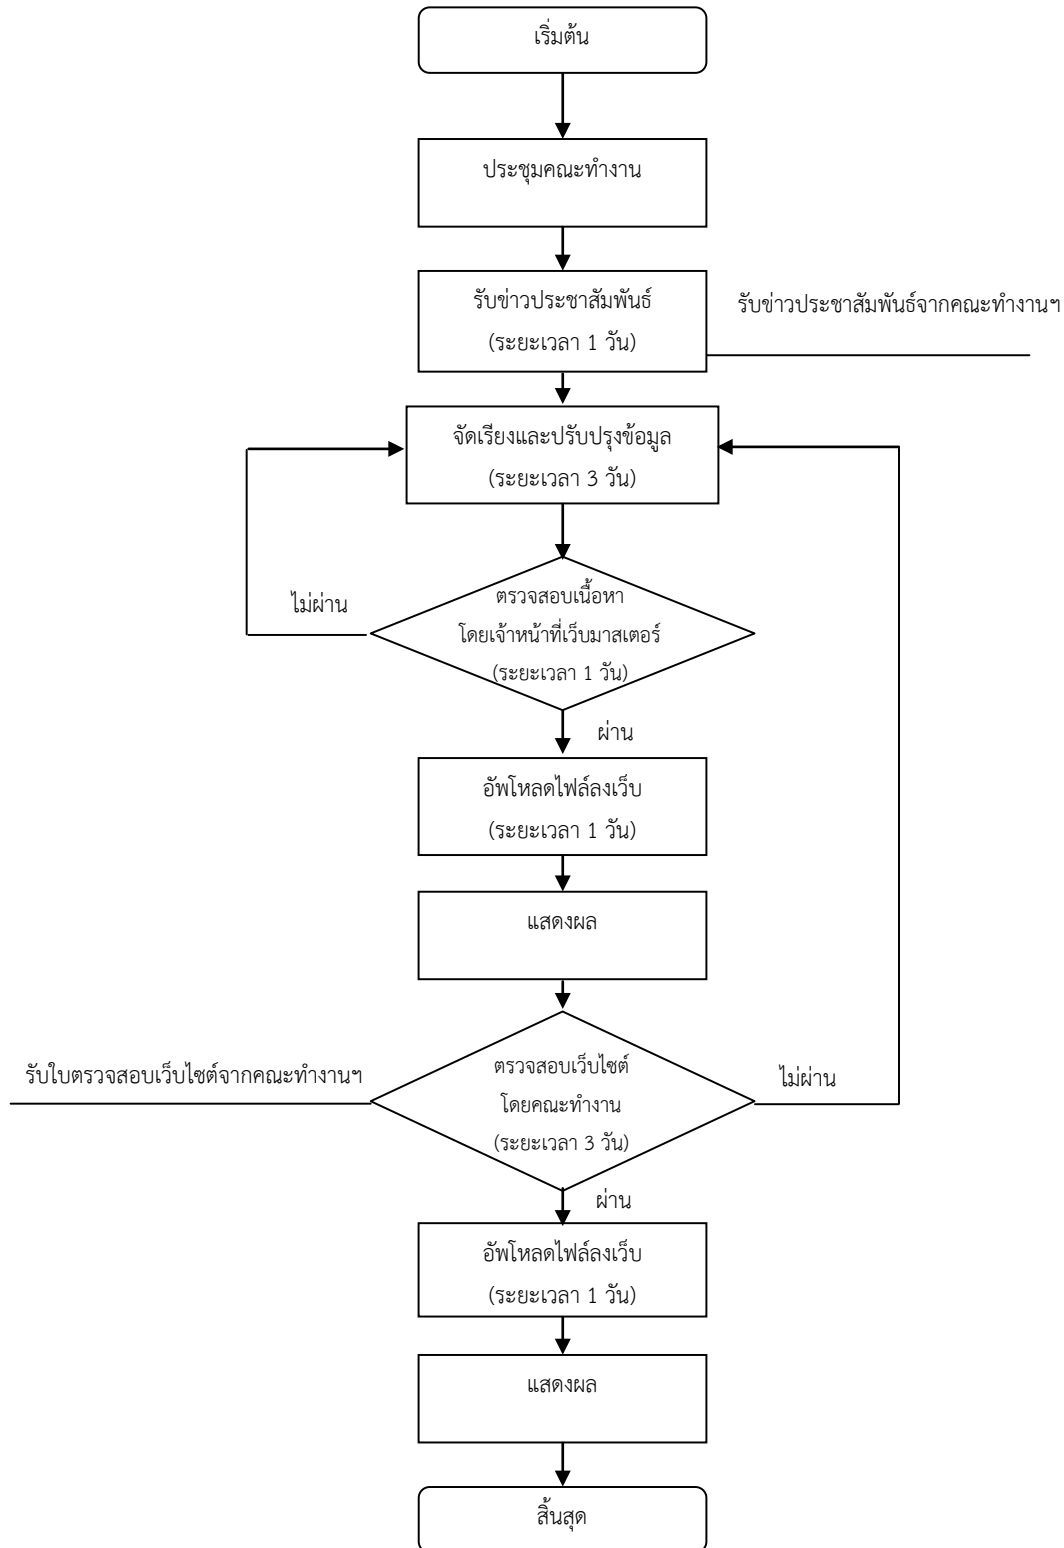 เริ่มต้น
ประชุมคณะทำงาน
รับข่าวประชาสัมพันธ์
(ระยะเวลา 1 วัน)
รับข่าวประชาสัมพันธ์จากคณะทำงานฯ
จัดเรียงและปรับปรุงข้อมูล
(ระยะเวลา 3 วัน)
ไม่ผ่าน
ตรวจสอบเนื้อหา
โดยเจ้าหน้าที่เว็บมาสเตอร์
(ระยะเวลา 1 วัน)
ผ่าน
อัพโหลดไฟล์ลงเว็บ
(ระยะเวลา 1 วัน)
แสดงผล
รับใบตรวจสอบเว็บไซต์จากคณะทำงานฯ
ตรวจสอบเว็บไซต์
โดยคณะทำงาน
(ระยะเวลา 3 วัน)
ไม่ผ่าน
ผ่าน
อัพโหลดไฟล์ลงเว็บ
(ระยะเวลา 1 วัน)
แสดงผล
สิ้นสุด